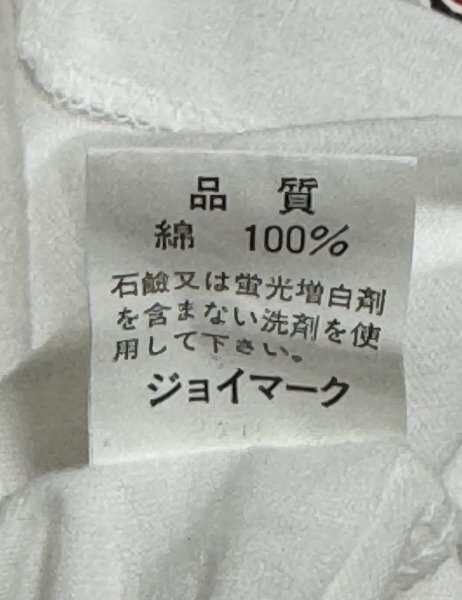 品 質
綿 100%
石鹸又は蛍光増白剤
を含まない洗剤を使
用して下さい。
ジョイマーク